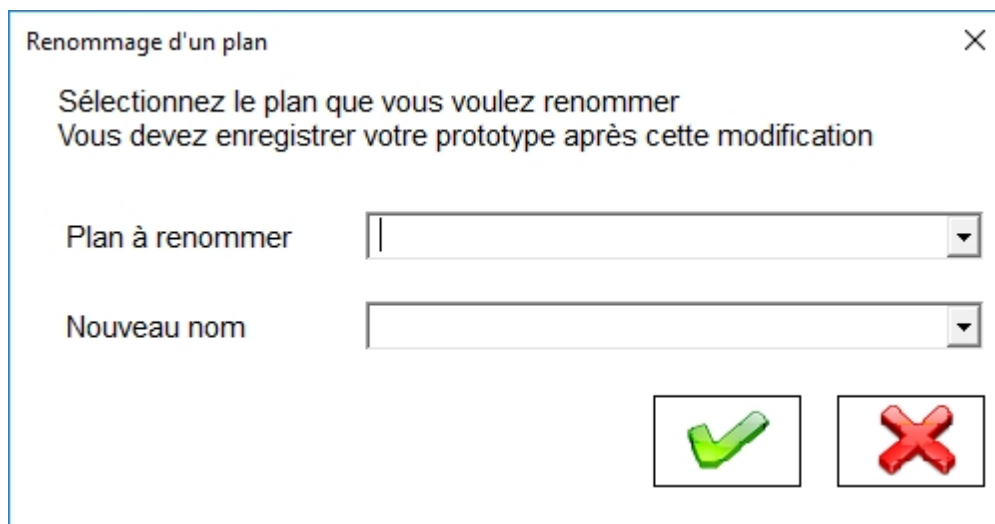 Renommage d'un plan
Sélectionnez le plan que vous voulez renommer
Vous devez enregistrer votre prototype après cette modification
Plan à renommer
Nouveau nom